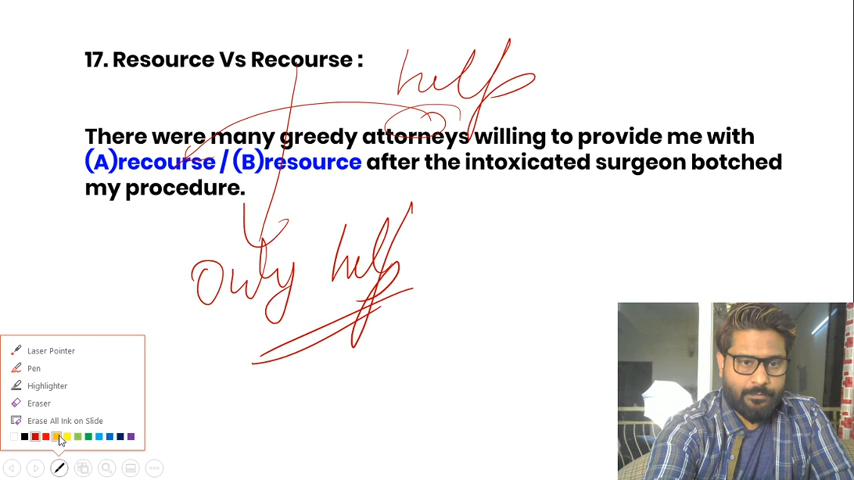 17. Resource Vs Recourse :
help
There were many greedy attorneys willing to provide me with
(A)recourse / (B)resource after the intoxicated surgeon botched
my procedure.
Only help
Laser Pointer
Pen
Highlighter
Eraser
Erase All Ink on Slide